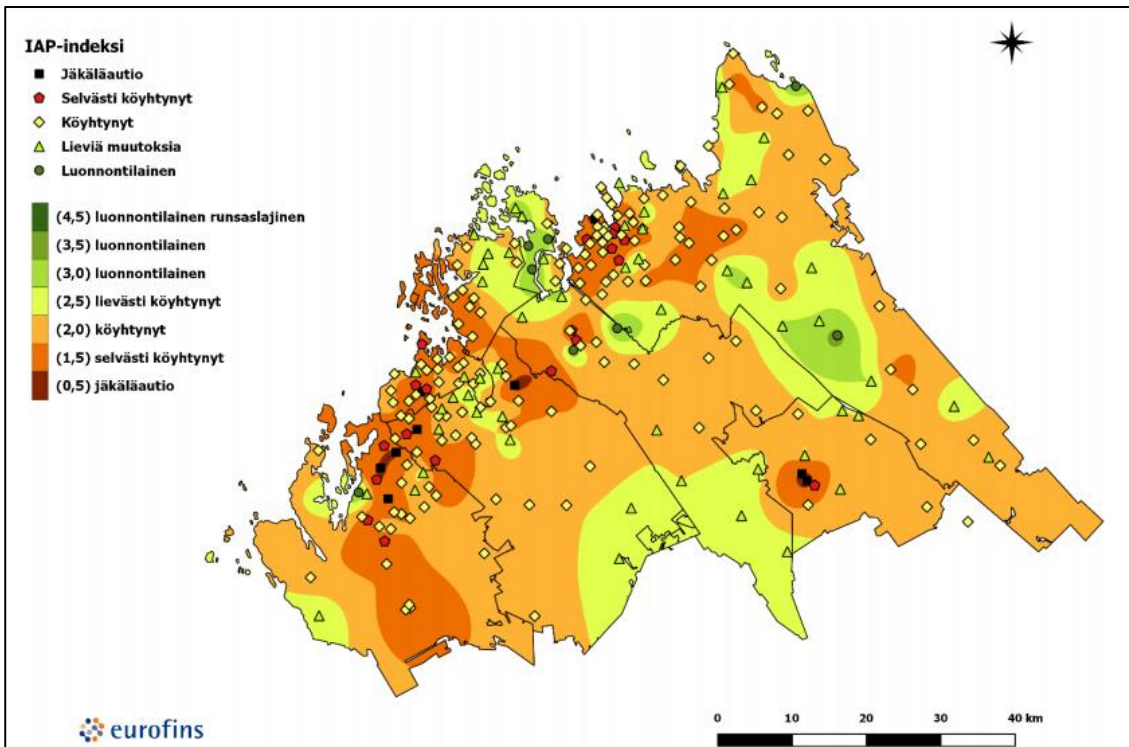 IAP-indeksi
Jäkäläautio
Selvästi köyhtynyt
Köyhtynyt
Lieviä muutoksia
Luonnontilainen
(4,5) luonnontilainen runsaslajinen
(3,5) luonnontilainen
(3,0) luonnontilainen
(2,5) lievästi köyhtynyt
(2,0) köyhtynyt
(1,5) selvästi köyhtynyt
(0,5) jäkäläautio
eurofins
0 10 20 30 40 km